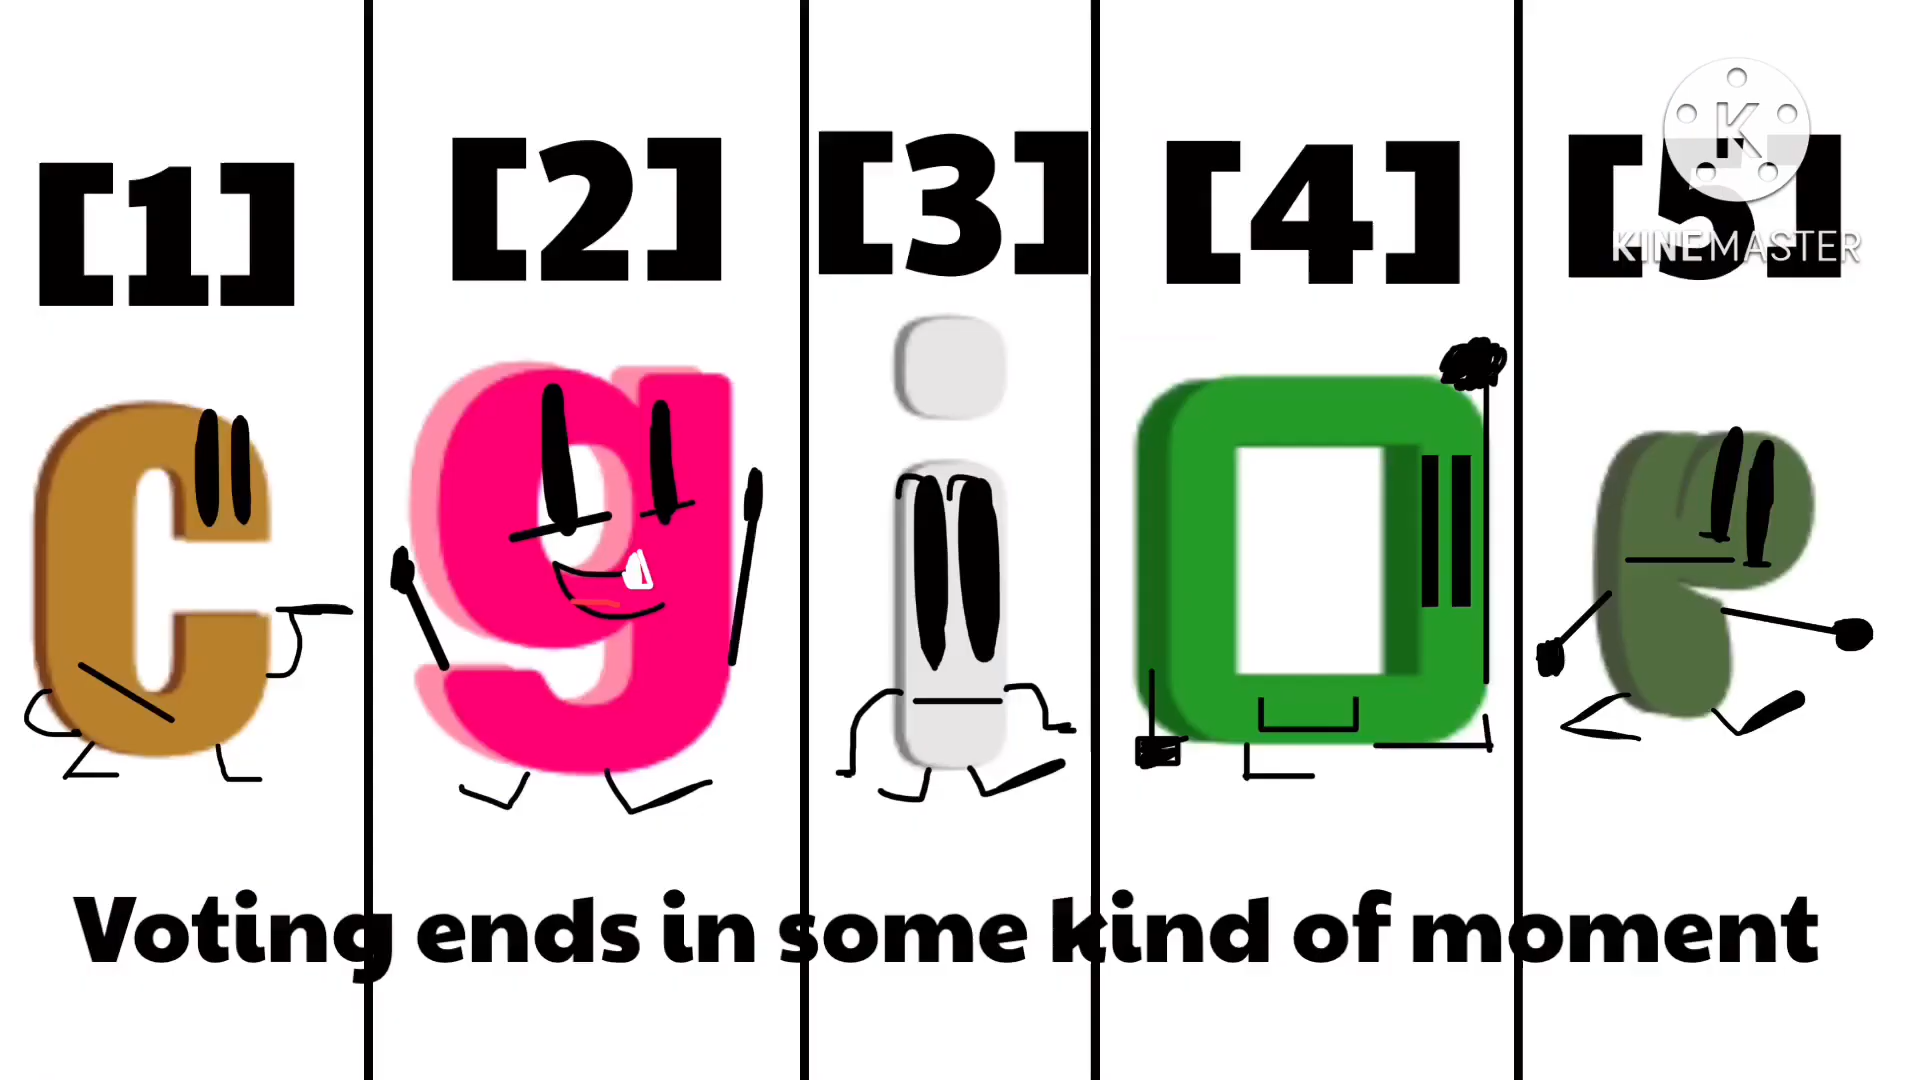 [1] [2] [3] [4] [5]
K
KINEMASTER
c g i o r
Voting ends in some kind of moment